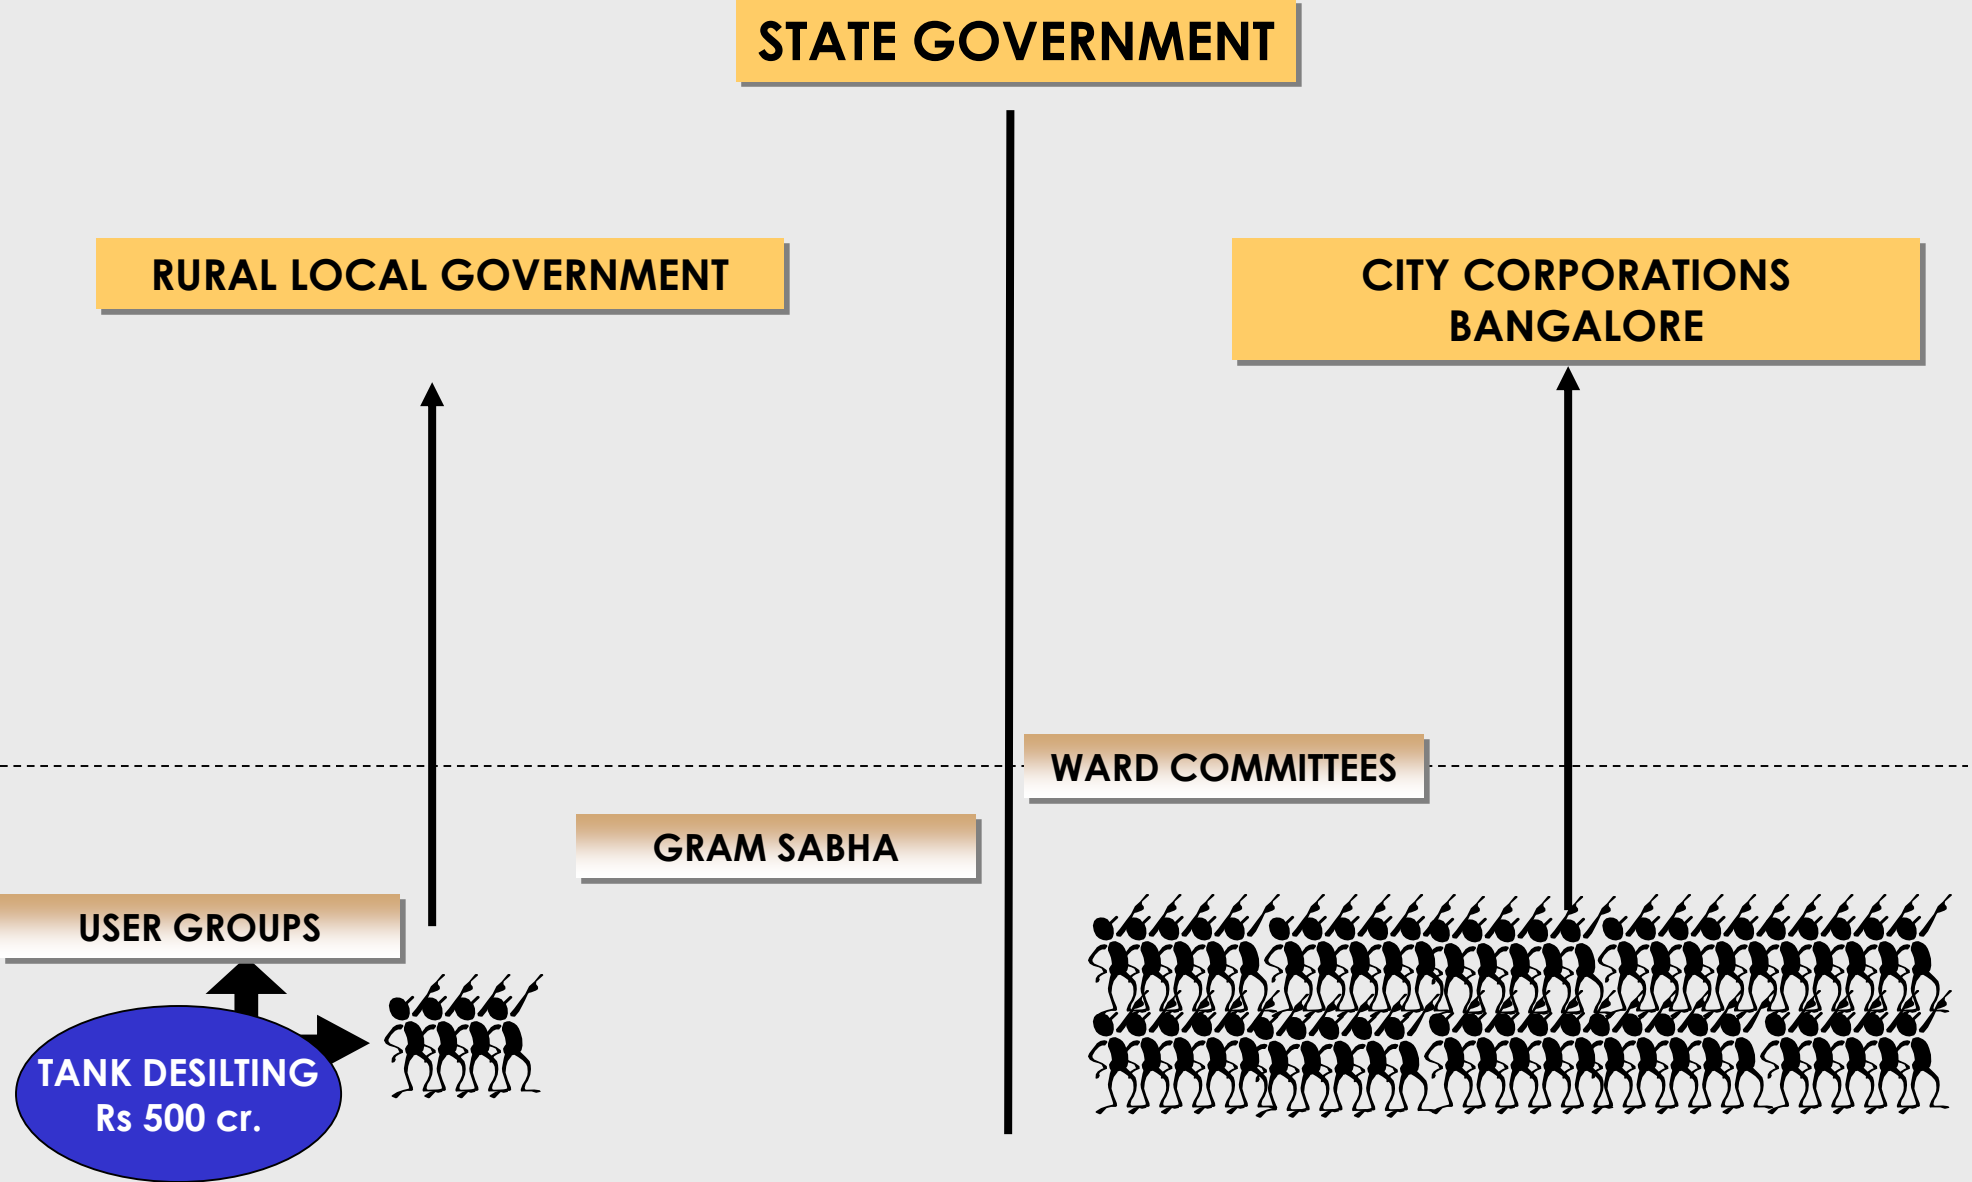 STATE GOVERNMENT
RURAL LOCAL GOVERNMENT
CITY CORPORATIONS
BANGALORE
WARD COMMITTEES
GRAM SABHA
USER GROUPS
TANK DESILTING
Rs 500 cr.